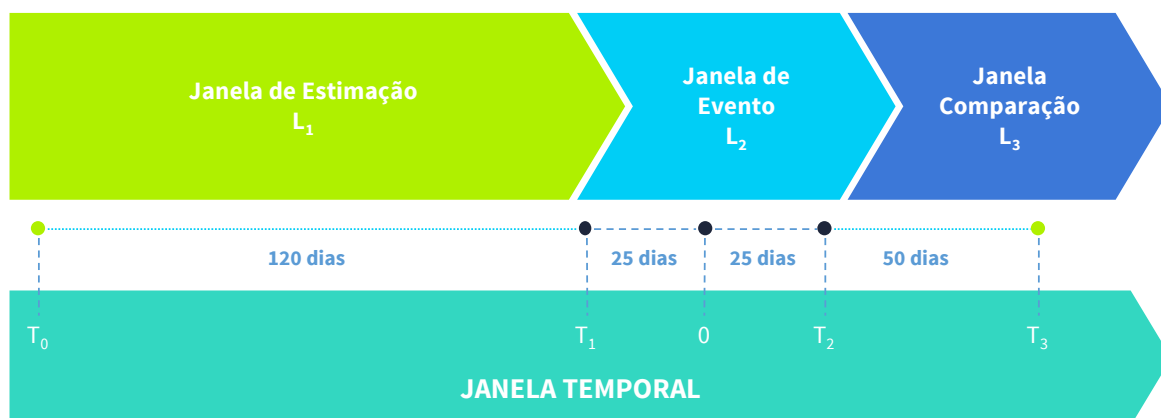 Janela de Estimação
L₁
Janela de
Evento
L₂
Janela
Comparação
L₃
120 dias
25 dias
25 dias
50 dias
T₀
T₁
0
T₂
T₃
JANELA TEMPORAL